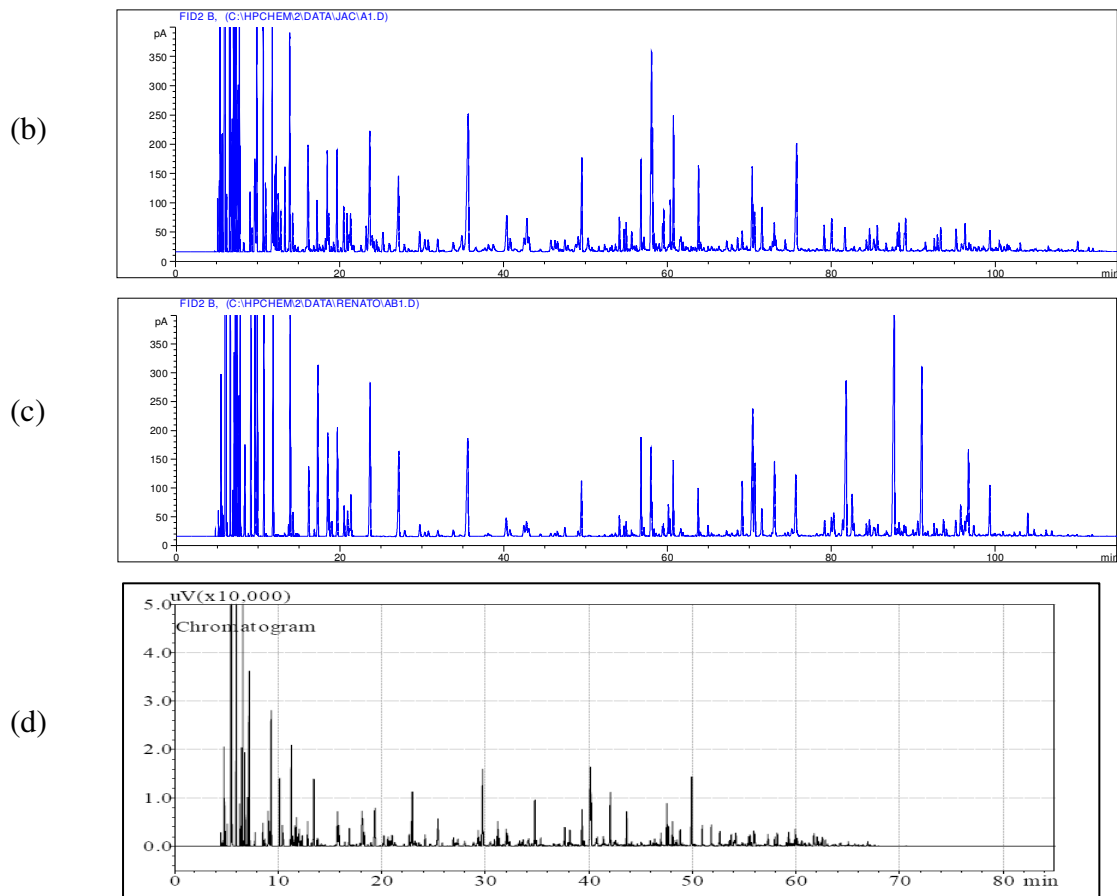 (b)
FID2 B, (C:\HPCHEM\2\DATA\JAC\A1.D)
pA
350
300
250
200
150
100
50
0
0 20 40 60 80 100 min
(c)
FID2 B, (C:\HPCHEM\2\DATA\RENATO\AB1.D)
pA
350
300
250
200
150
100
50
0
0 20 40 60 80 100 min
(d)
uV(x10,000)
5.0
Chromatogram
4.0
3.0
2.0
1.0
0.0
0 10 20 30 40 50 60 70 80 min